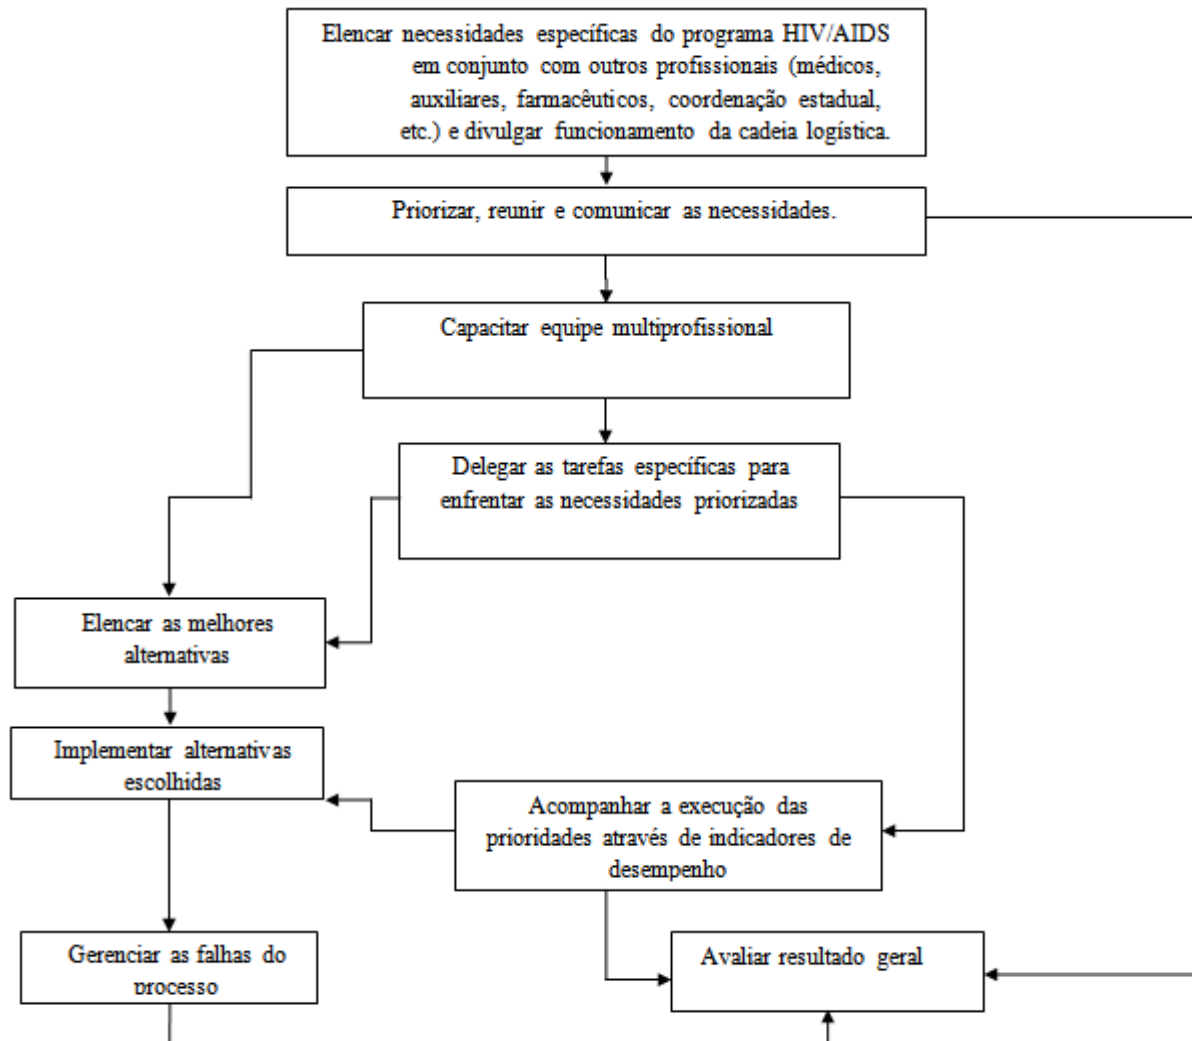 Elencar necessidades específicas do programa HIV/AIDS
em conjunto com outros profissionais (médicos,
auxiliares, farmacêuticos, coordenação estadual,
etc.) e divulgar funcionamento da cadeia logística.
Priorizar, reunir e comunicar as necessidades.
Capacitar equipe multiprofissional
Delegar as tarefas específicas para
enfrentar as necessidades priorizadas
Elencar as melhores
alternativas
Implementar alternativas
escolhidas
Acompanhar a execução das
prioridades através de indicadores de
desempenho
Gerenciar as falhas do
processo
Avaliar resultado geral